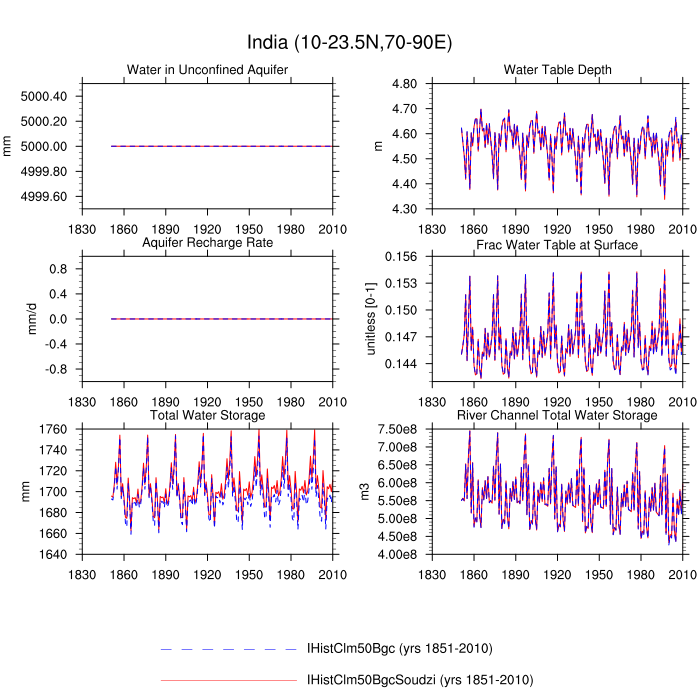 India (10-23.5N,70-90E)
Water in Unconfined Aquifer
Water Table Depth
mm
5000.40
5000.20
5000.00
4999.80
4999.60
1830 1860 1890 1920 1950 1980 2010
m
4.80
4.70
4.60
4.50
4.40
4.30
1830 1860 1890 1920 1950 1980 2010
Aquifer Recharge Rate
Frac Water Table at Surface
mm/d
0.8
0.4
0.0
-0.4
-0.8
1830 1860 1890 1920 1950 1980 2010
unitless [0-1]
0.156
0.153
0.150
0.147
0.144
1830 1860 1890 1920 1950 1980 2010
Total Water Storage
River Channel Total Water Storage
mm
1760
1740
1720
1700
1680
1660
1640
1830 1860 1890 1920 1950 1980 2010
m3
7.50e8
7.00e8
6.50e8
6.00e8
5.50e8
5.00e8
4.50e8
4.00e8
1830 1860 1890 1920 1950 1980 2010
IHistClm50Bgc (yrs 1851-2010)
IHistClm50BgcSoudzi (yrs 1851-2010)